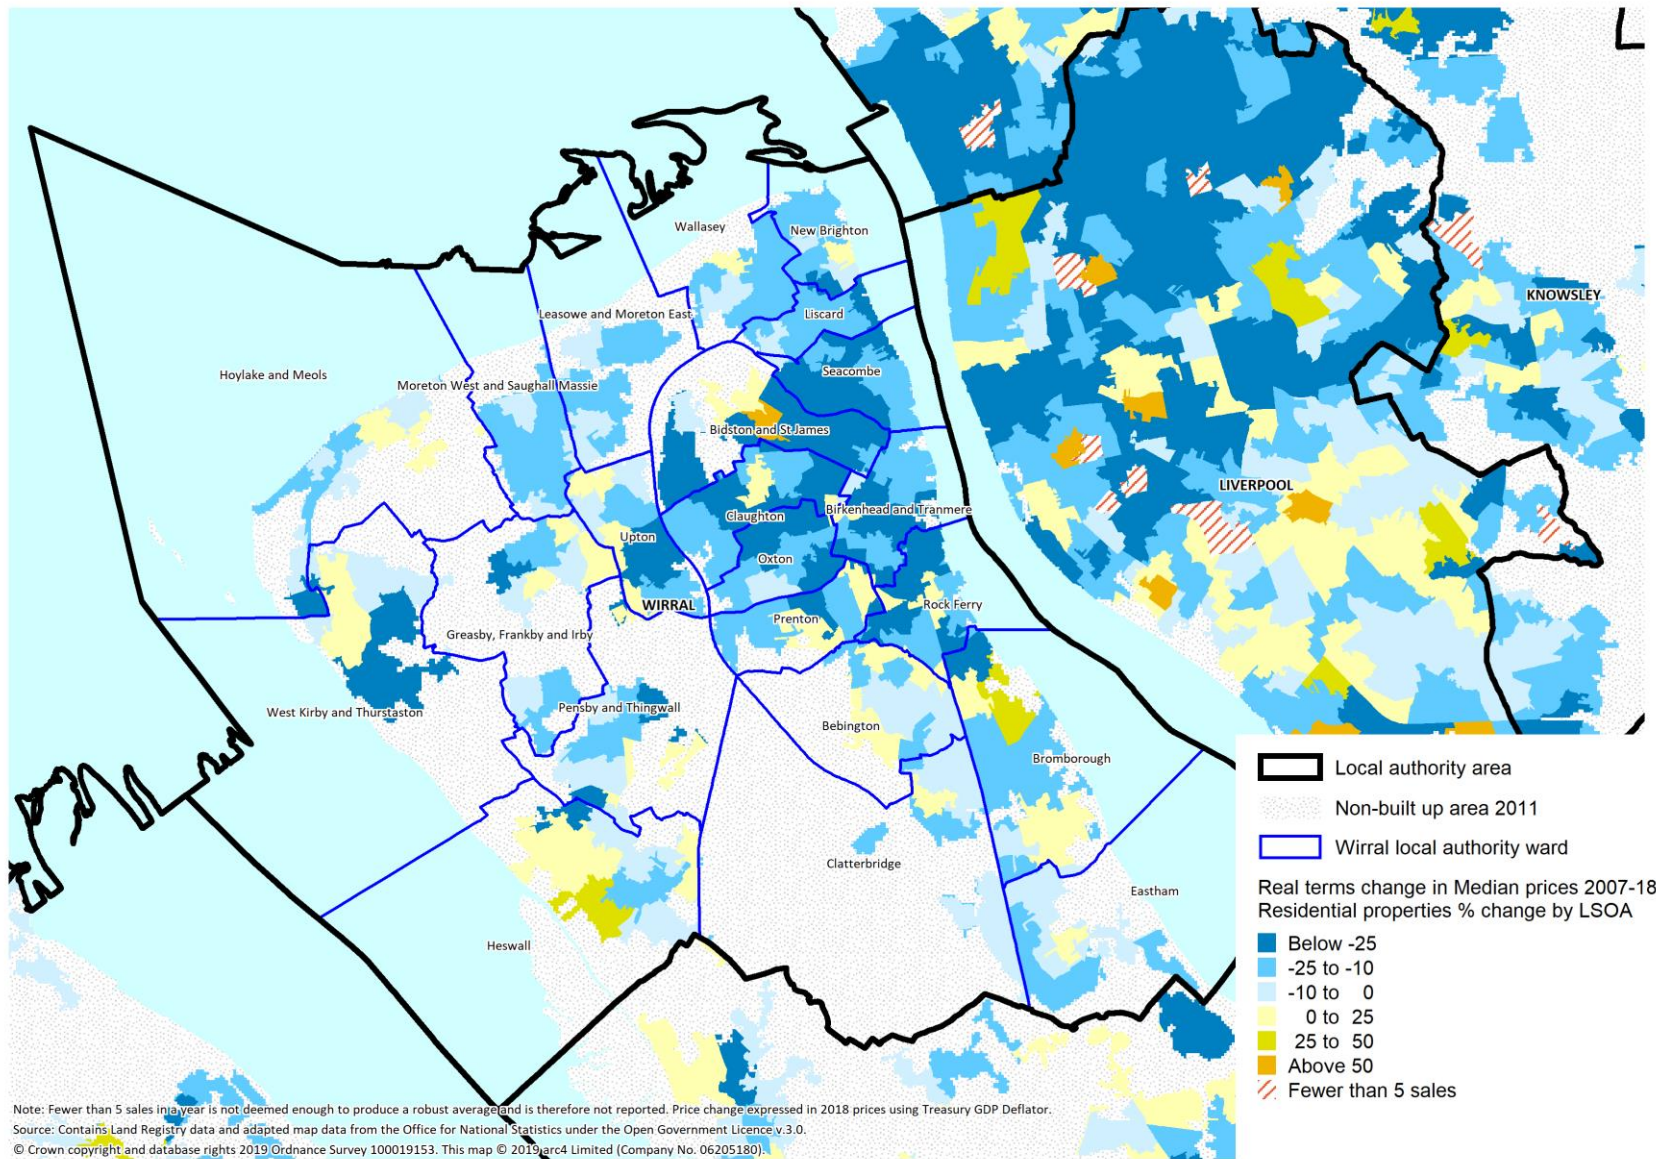 Wallasey
New Brighton
KNOWSLEY
Leasowe and Moreton East
Liscard
Hoylake and Meols
Moreton West and Saughall Massie
Seacombe
Bidston and St James
LIVERPOOL
Claughton
Birkenhead and Tranmere
Upton
Oxton
WIRRAL
Rock Ferry
Prenton
Greasby, Frankby and Irby
West Kirby and Thurstaston
Pensby and Thingwall
Bebington
Bromborough
Clatterbridge
Eastham
Heswall
Local authority area
Non-built up area 2011
Wirral local authority ward
Real terms change in Median prices 2007-18
Residential properties % change by LSOA
Below -25
-25 to -10
-10 to 0
0 to 25
25 to 50
Above 50
Fewer than 5 sales
Note: Fewer than 5 sales in a year is not deemed enough to produce a robust average and is therefore not reported. Price change expressed in 2018 prices using Treasury GDP Deflator.
Source: Contains Land Registry data and adapted map data from the Office for National Statistics under the Open Government Licence v.3.0.
© Crown copyright and database rights 2019 Ordnance Survey 100019153. This map © 2019 arc4 Limited (Company No. 06205180).